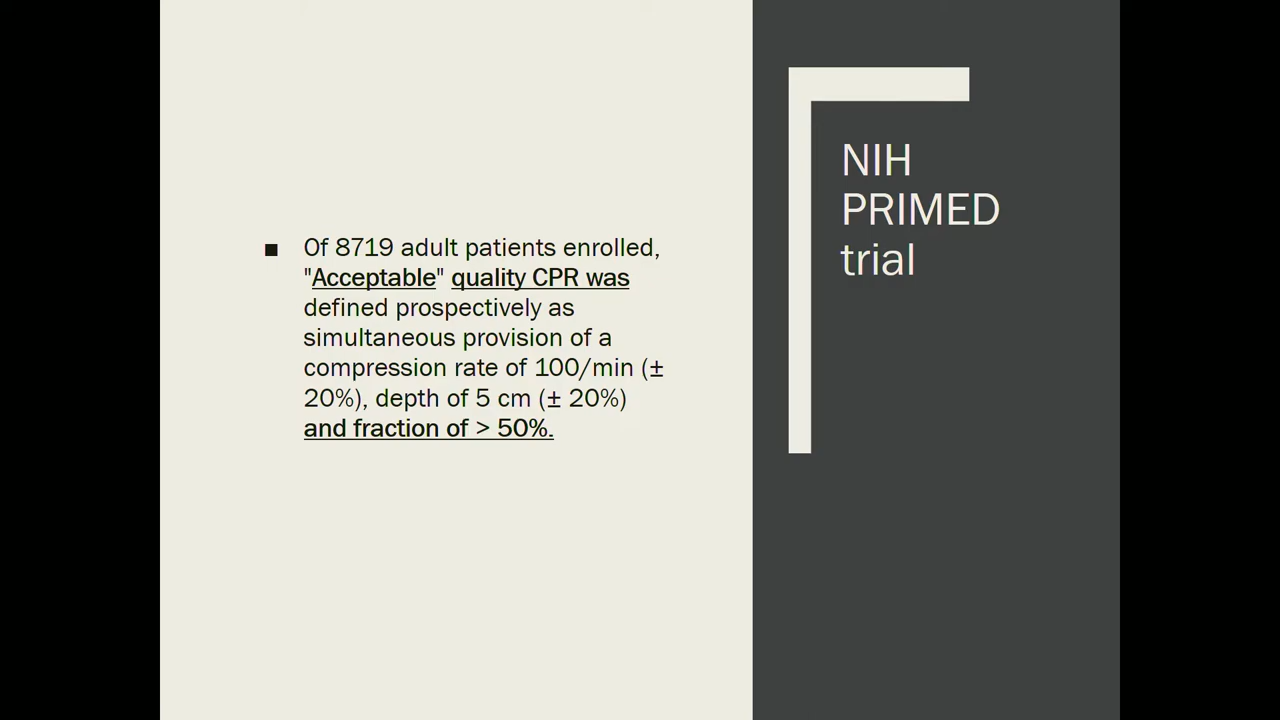 NIH
PRIMED
trial
■ Of 8719 adult patients enrolled,
"Acceptable" quality CPR was
defined prospectively as
simultaneous provision of a
compression rate of 100/min (±
20%), depth of 5 cm (± 20%)
and fraction of > 50%.